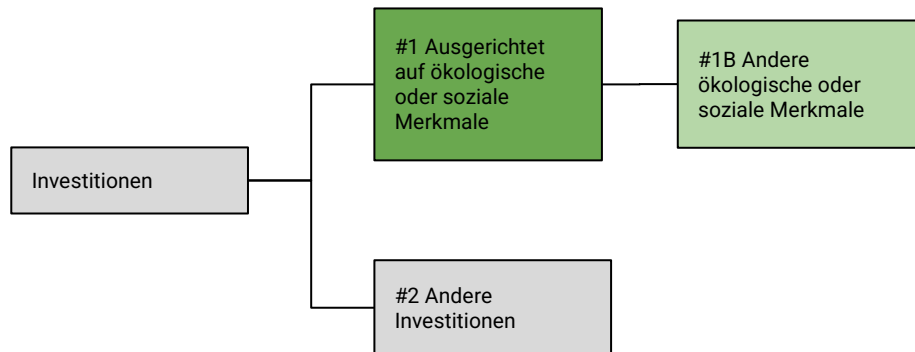 #1 Ausgerichtet
auf ökologische
oder soziale
Merkmale
#1B Andere
ökologische oder
soziale Merkmale
Investitionen
#2 Andere
Investitionen